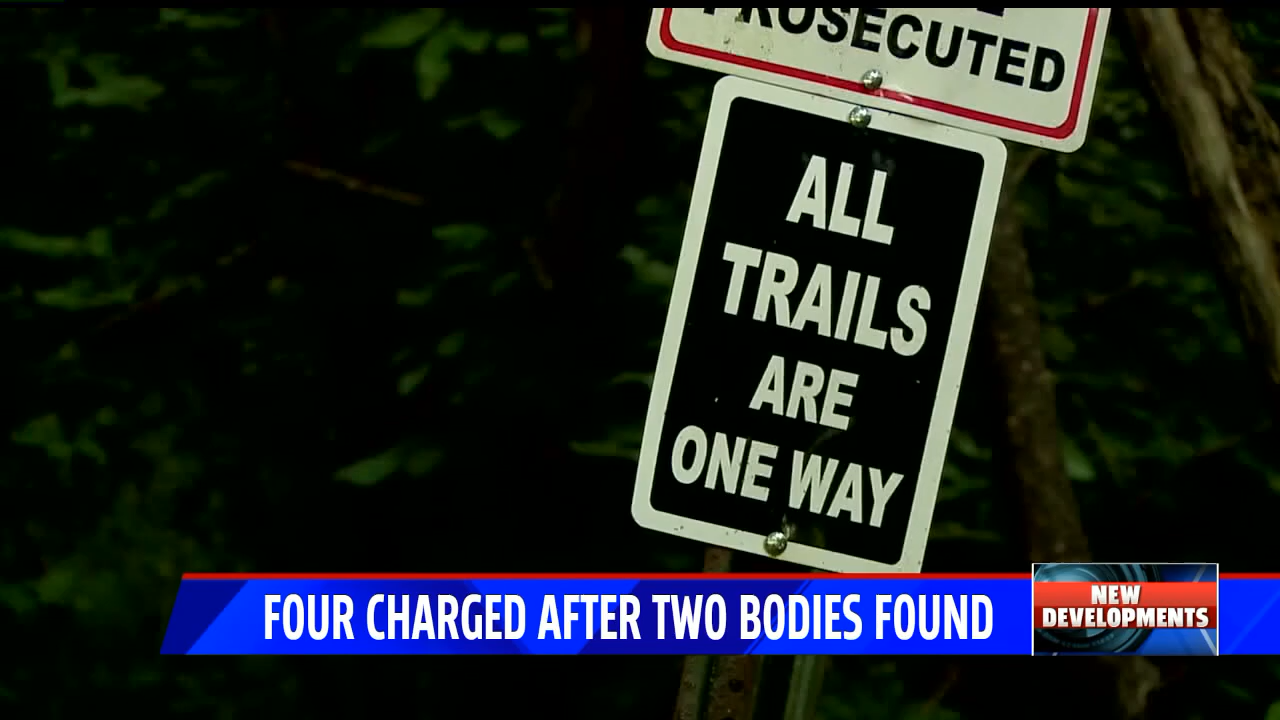 PROSECUTED
ALL
TRAILS
ARE
ONE WAY
FOUR CHARGED AFTER TWO BODIES FOUND
NEW
DEVELOPMENTS